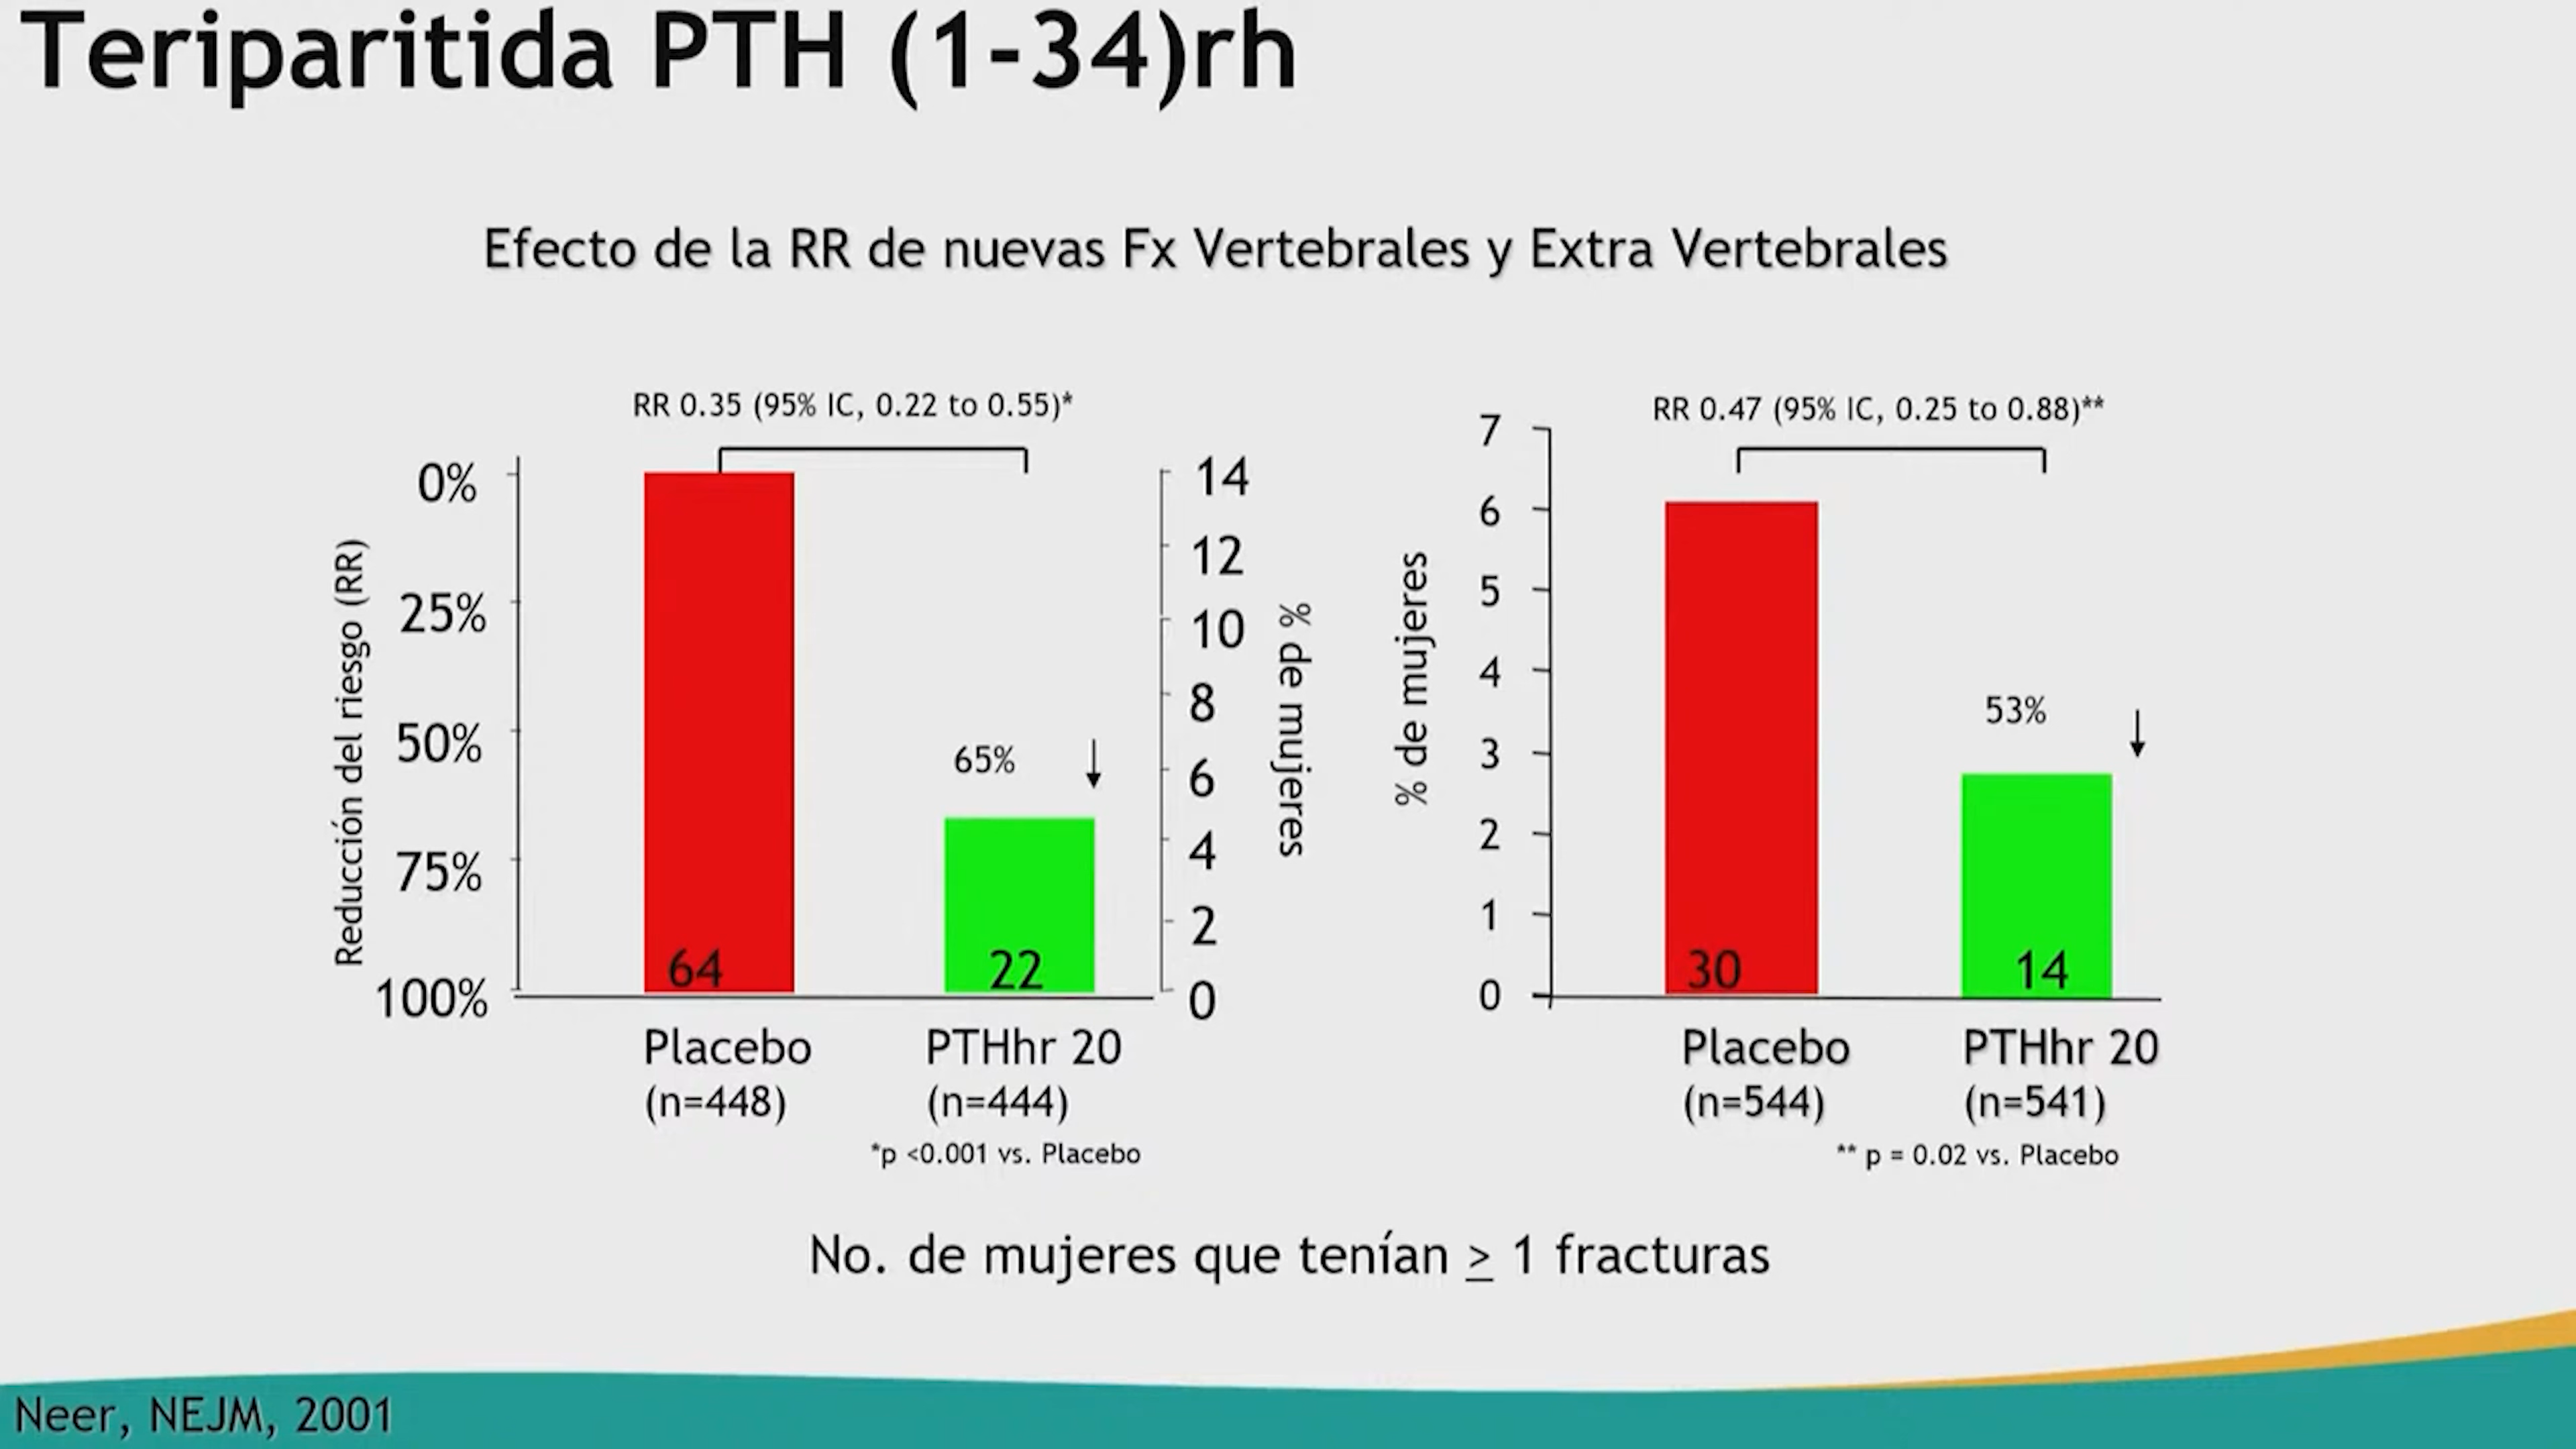 Teriparitida PTH (1-34)rh
Efecto de la RR de nuevas Fx Vertebrales y Extra Vertebrales
RR 0.35 (95% IC, 0.22 to 0.55)*
Reducción del riesgo (RR)
0%
25%
50%
75%
100%
64
65%
22
14
12
10
8
6
4
2
0
% de mujeres
Placebo
(n=448)
PTHhr 20
(n=444)
*p <0.001 vs. Placebo
RR 0.47 (95% IC, 0.25 to 0.88)**
% de mujeres
7
6
5
4
3
2
1
0
30
53%
14
Placebo
(n=544)
PTHhr 20
(n=541)
** p = 0.02 vs. Placebo
No. de mujeres que tenían ≥ 1 fracturas
Neer, NEJM, 2001